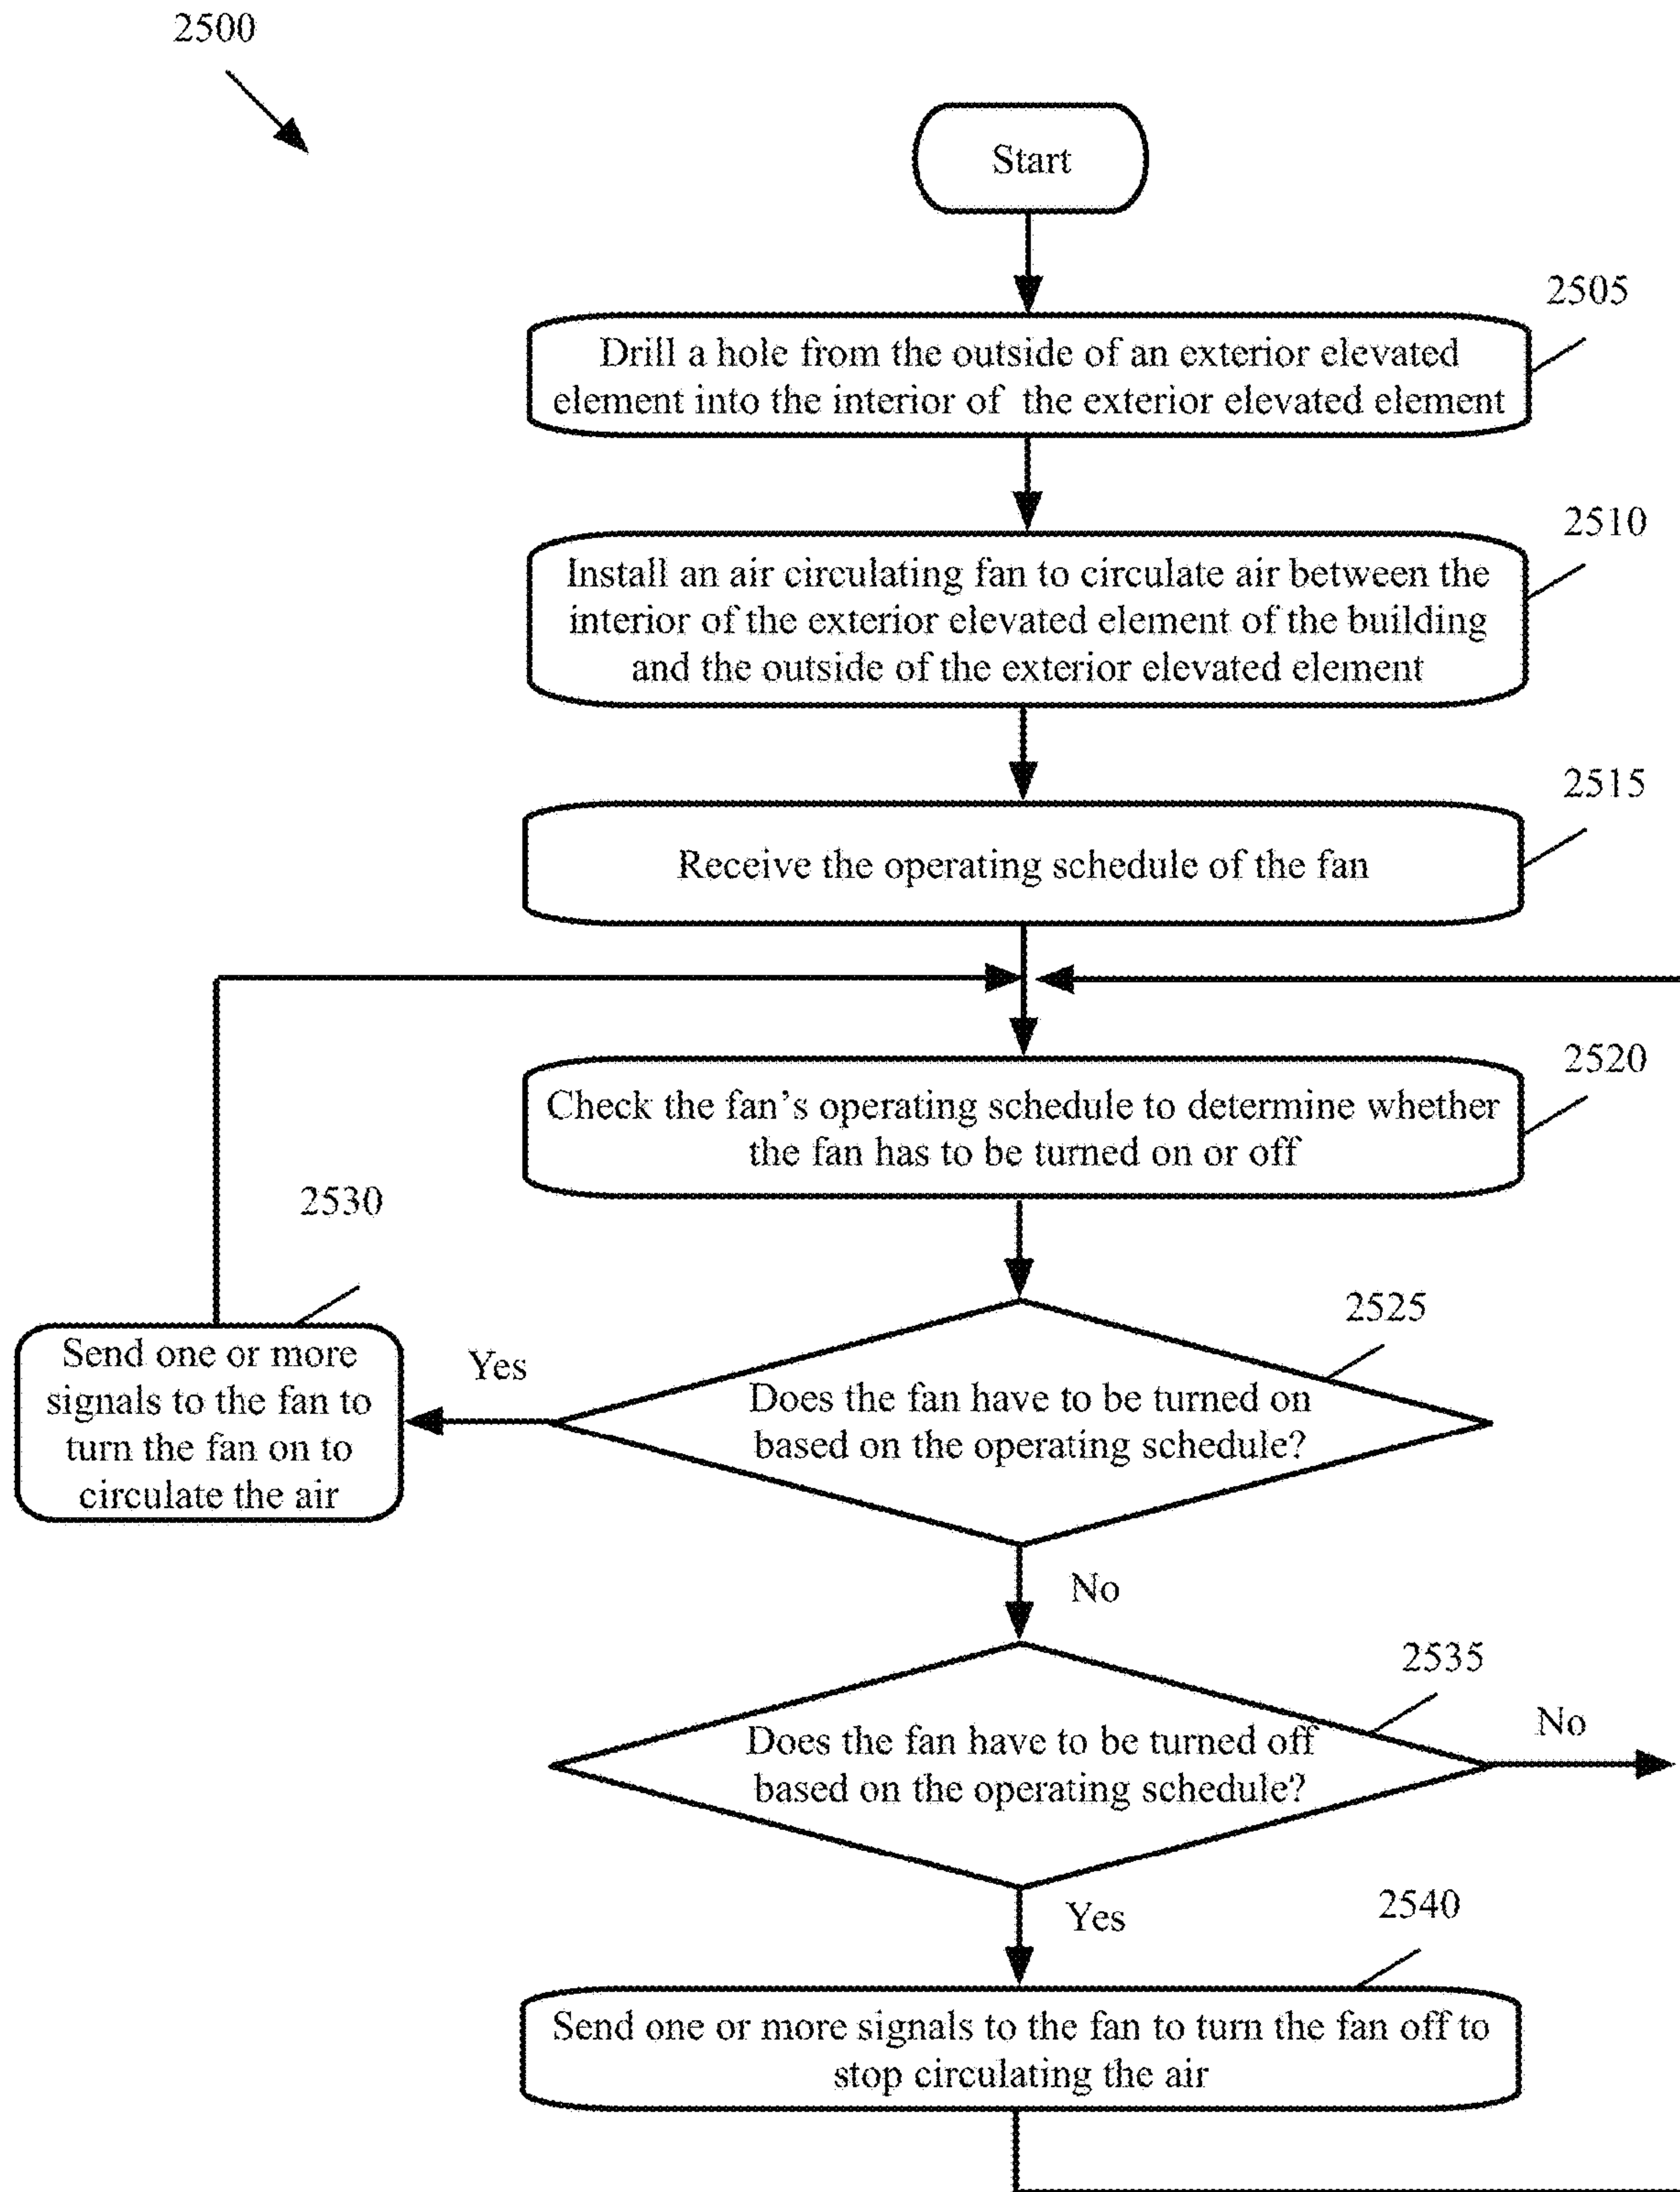 2500
Start
2505
Drill a hole from the outside of an exterior elevated
element into the interior of the exterior elevated element
2510
Install an air circulating fan to circulate air between the
interior of the exterior elevated element of the building
and the outside of the exterior elevated element
2515
Receive the operating schedule of the fan
2520
Check the fan's operating schedule to determine whether
the fan has to be turned on or off
2530
Send one or more
signals to the fan to
turn the fan on to
circulate the air
Yes
2525
Does the fan have to be turned on
based on the operating schedule?
No
2535
Does the fan have to be turned off
based on the operating schedule?
No
Yes
2540
Send one or more signals to the fan to turn the fan off to
stop circulating the air